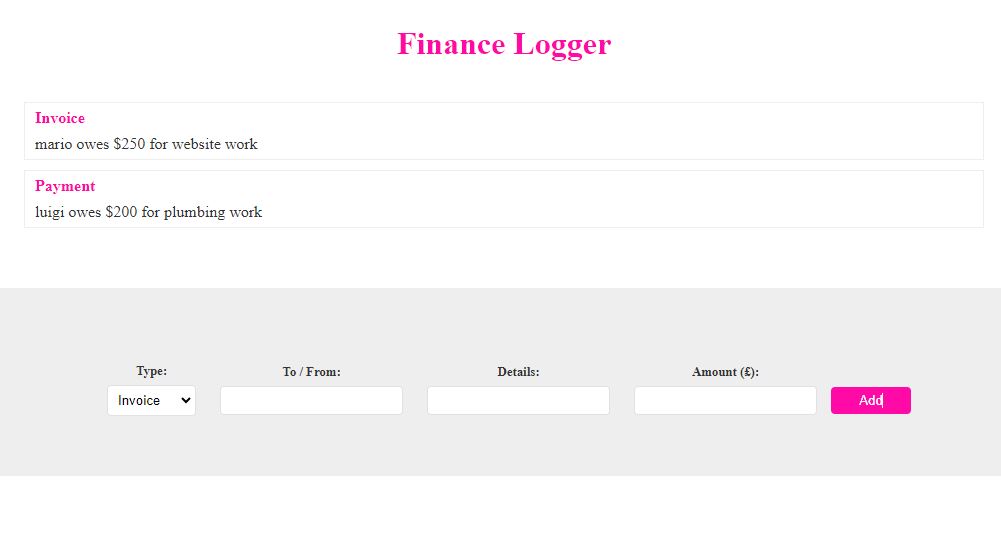 Finance Logger
Invoice
mario owes $250 for website work
Payment
luigi owes $200 for plumbing work
Type:
To / From:
Details:
Amount (£):
Invoice
Add